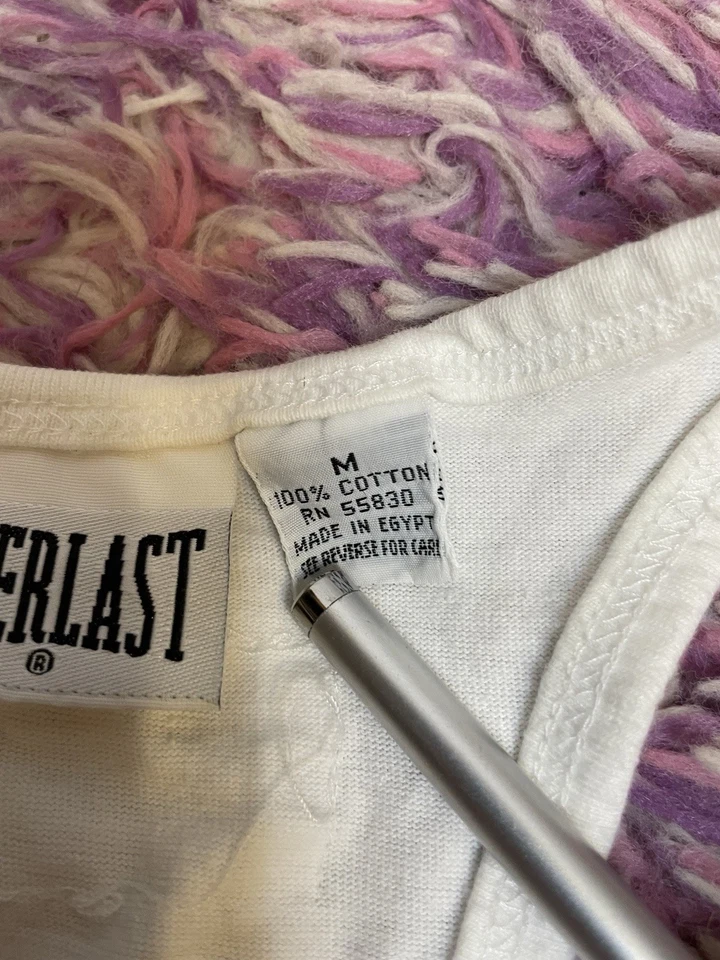 ERLAST
®
M
100% COTTON
RN 55830
MADE IN EGYPT
SEE REVERSE FOR CARE